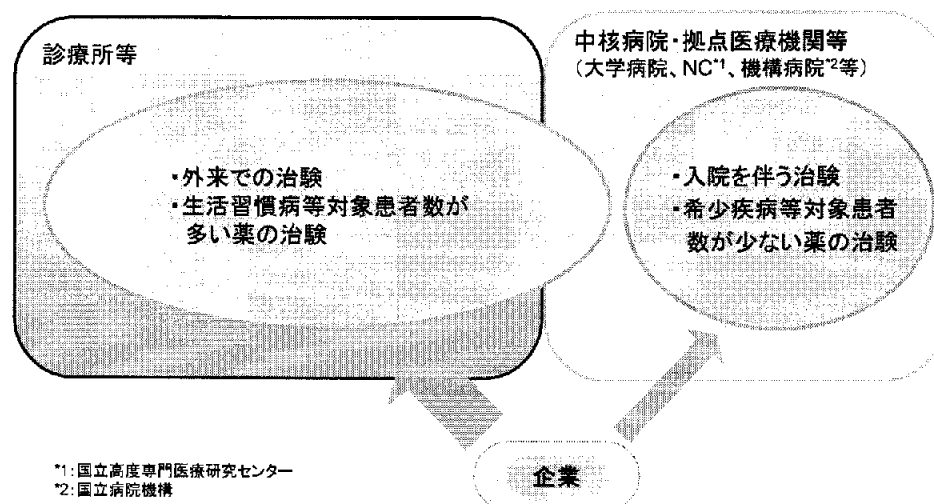 診療所等
中核病院・拠点医療機関等
(大学病院、NC*1、機構病院*2等)
・外来での治験
・生活習慣病等対象患者数が
多い薬の治験
・入院を伴う治験
・希少疾病等対象患者
数が少ない薬の治験
企業
*1:国立高度専門医療研究センター
*2:国立病院機構